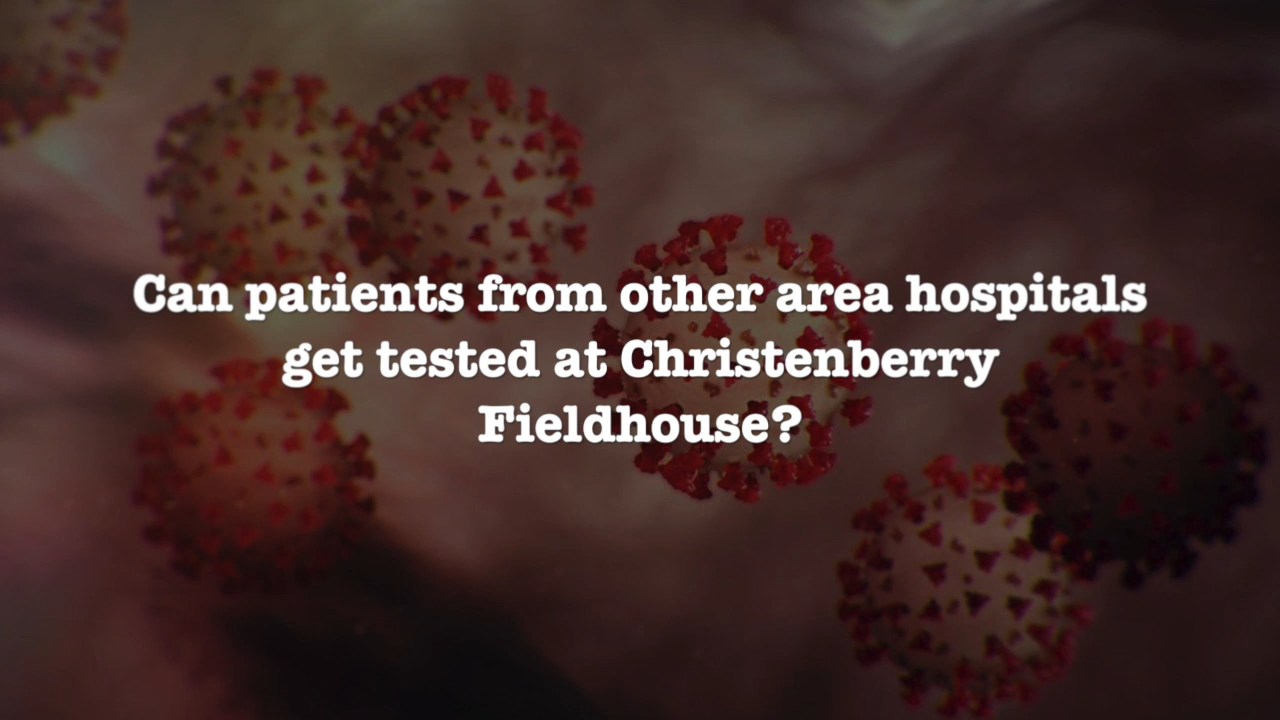 Can patients from other area hospitals
get tested at Christenberry
Fieldhouse?